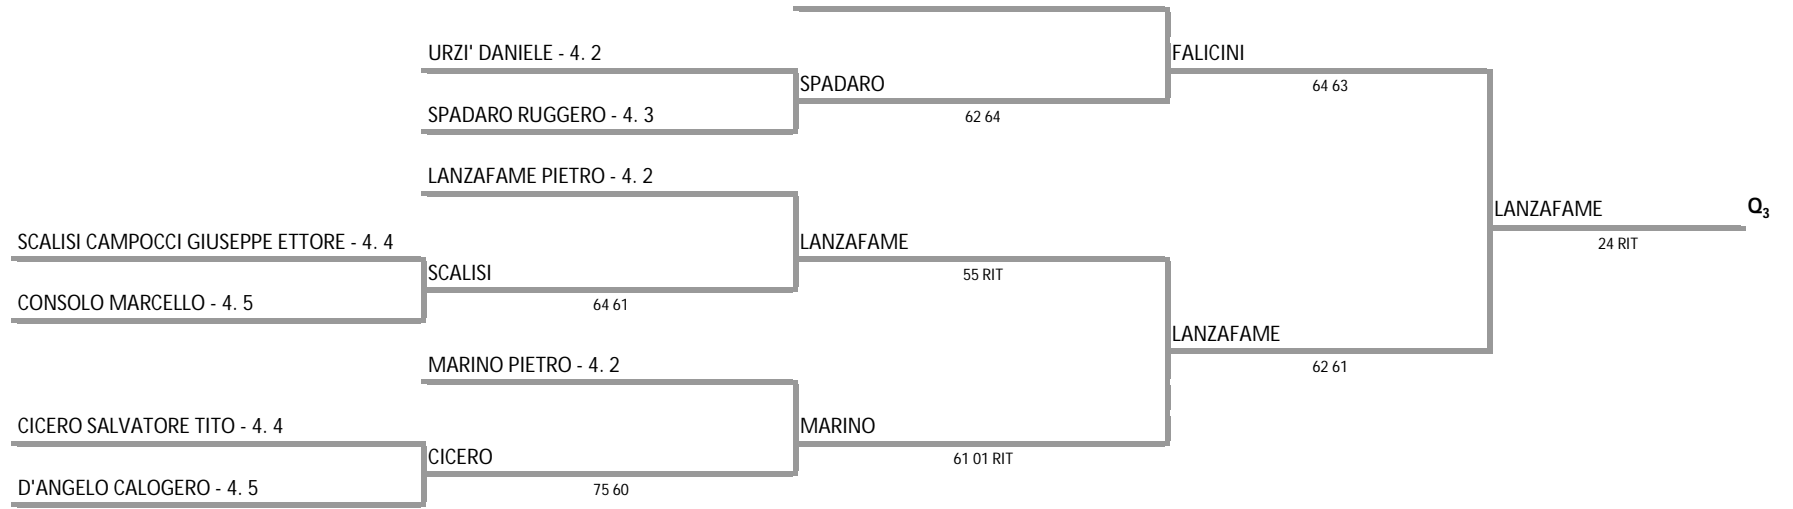 URZI' DANIELE - 4. 2
FALICINI
SPADARO
64 63
SPADARO RUGGERO - 4. 3
62 64
LANZAFAME PIETRO - 4. 2
LANZAFAME
Q3
SCALISI CAMPOCCI GIUSEPPE ETTORE - 4. 4
LANZAFAME
24 RIT
SCALISI
55 RIT
CONSOLO MARCELLO - 4. 5
64 61
LANZAFAME
MARINO PIETRO - 4. 2
62 61
CICERO SALVATORE TITO - 4. 4
MARINO
CICERO
61 01 RIT
D'ANGELO CALOGERO - 4. 5
75 60